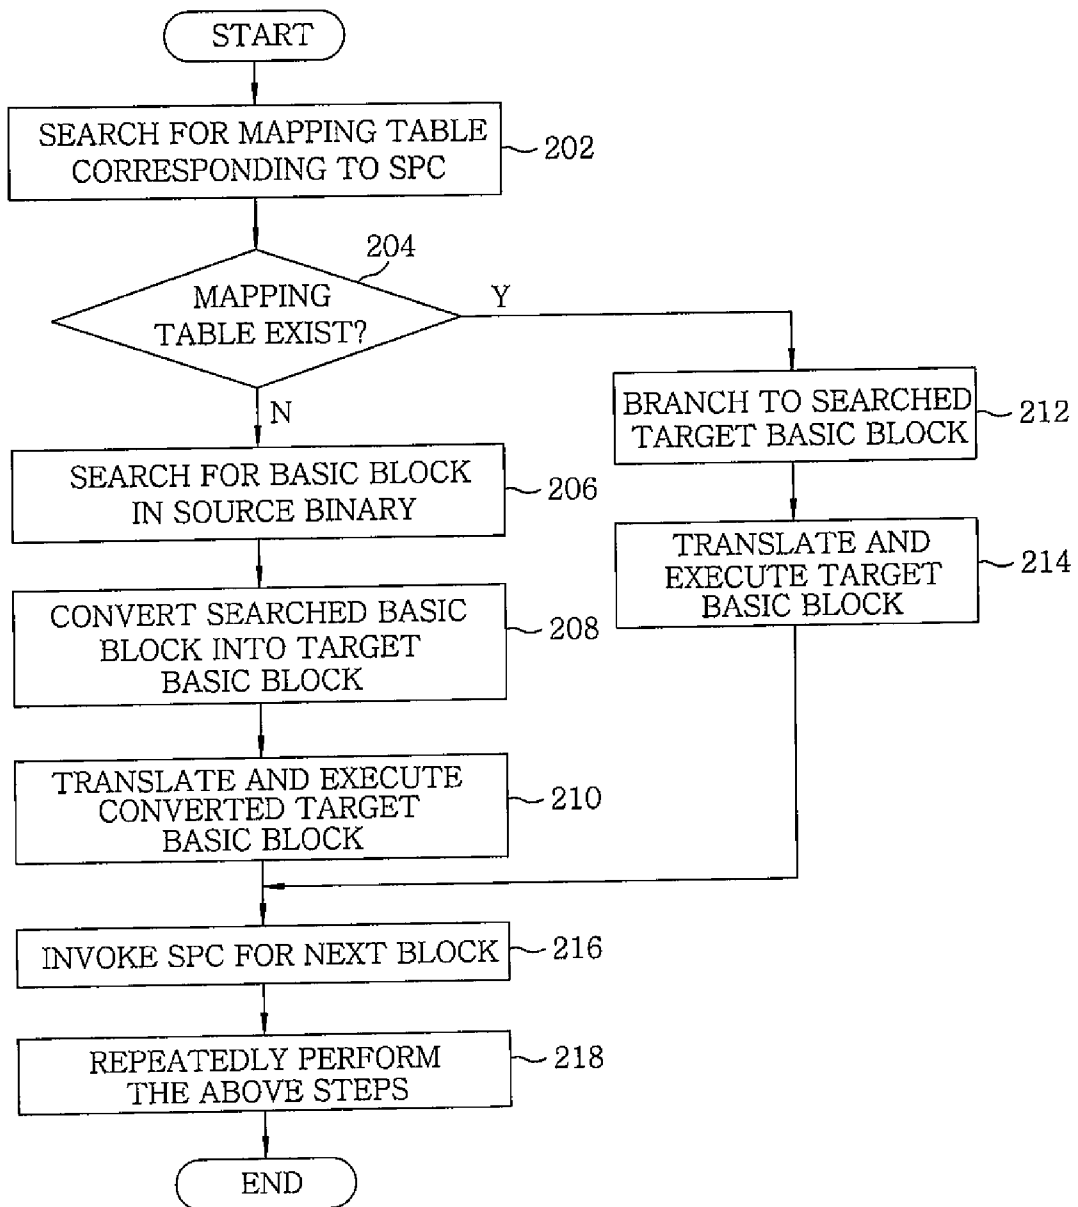 START
SEARCH FOR MAPPING TABLE
CORRESPONDING TO SPC
202
204
MAPPING
TABLE EXIST?
Y
N
BRANCH TO SEARCHED
TARGET BASIC BLOCK
212
SEARCH FOR BASIC BLOCK
IN SOURCE BINARY
206
TRANSLATE AND
EXECUTE TARGET
BASIC BLOCK
214
CONVERT SEARCHED BASIC
BLOCK INTO TARGET
BASIC BLOCK
208
TRANSLATE AND EXECUTE
CONVERTED TARGET
BASIC BLOCK
210
INVOKE SPC FOR NEXT BLOCK
216
REPEATEDLY PERFORM
THE ABOVE STEPS
218
END